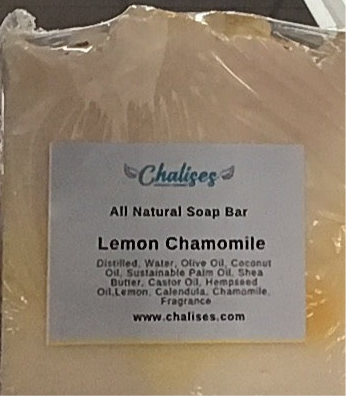 Chalises
All Natural Soap Bar
Lemon Chamomile
Distilled, Water, Olive Oil, Coconut
Oil, Sustainable Palm Oil, Shea
Butter, Castor Oil, Hempseed
Oil,Lemon, Calendula, Chamomile,
Fragrance
www.chalises.com